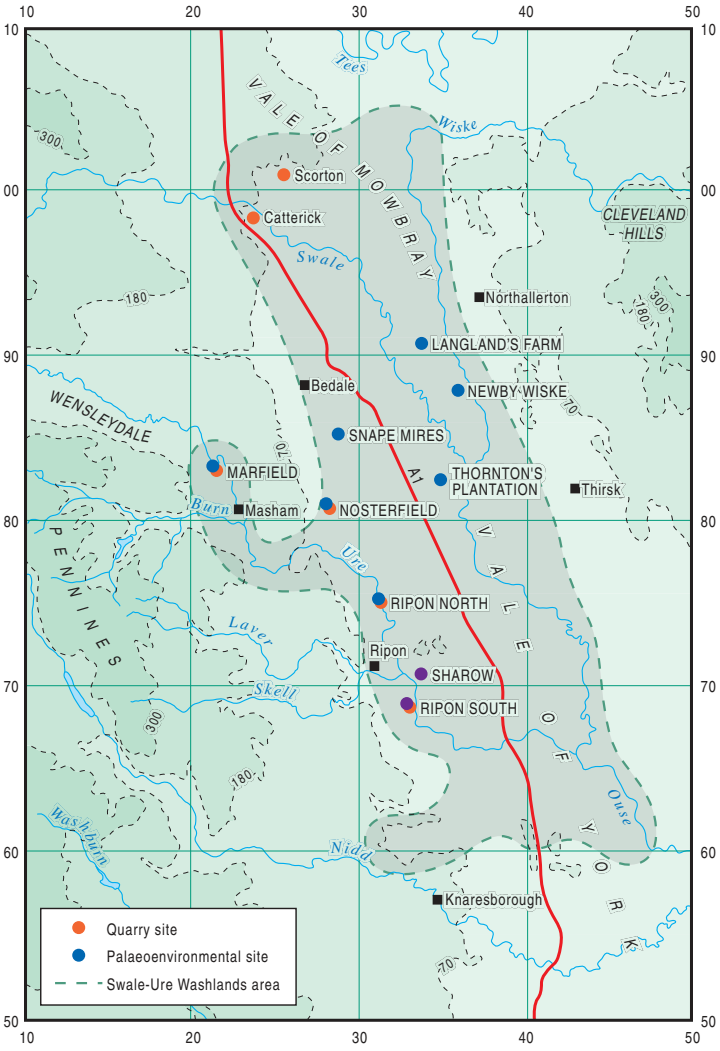 10 20 30 40 50
10
10
Tees
VALE OF MOWBRAY
Wiske
300
Scorton
00
00
Catterick
CLEVELAND
HILLS
Swale
180
Northallerton
300
180
LANGLAND'S FARM
90
90
Bedale
NEWBY WISKE
70
WENSLEYDALE
SNAPE MIRES
70
A1
MARFIELD
THORNTON'S
PLANTATION
Thirsk
Burn
Masham
NOSTERFIELD
80
80
PENNINES
Ure
VALE OF YORK
RIPON NORTH
Laver
Ripon
SHAROW
70
70
Skell
RIPON SOUTH
300
180
Ouse
Washburn
Nidd
60
60
Knaresborough
70
Quarry site
Palaeoenvironmental site
Swale-Ure Washlands area
50
50
10 20 30 40 50